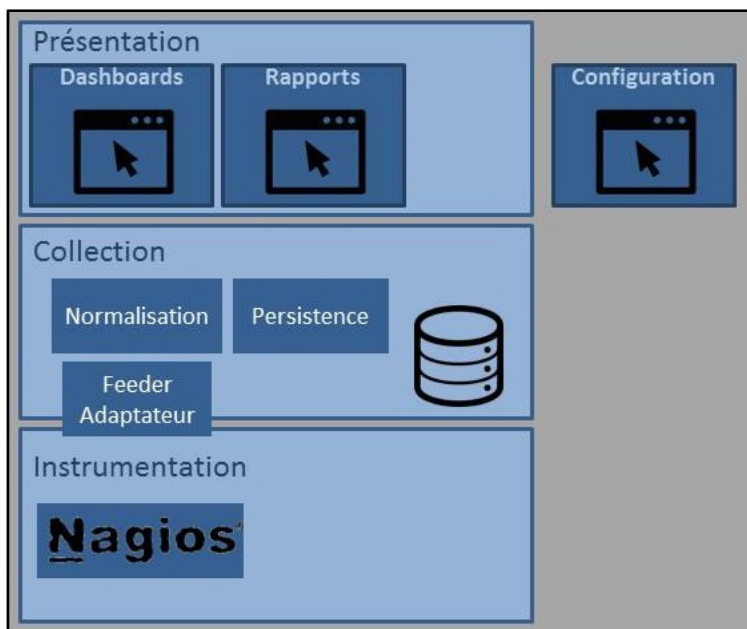 Présentation
Dashboards
Rapports
Configuration
Collection
Normalisation
Persistence
Feeder
Adaptateur
Instrumentation
Nagios